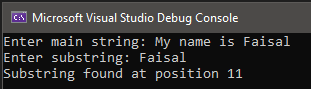 Microsoft Visual Studio Debug Console
Enter main string: My name is Faisal
Enter substring: Faisal
Substring found at position 11